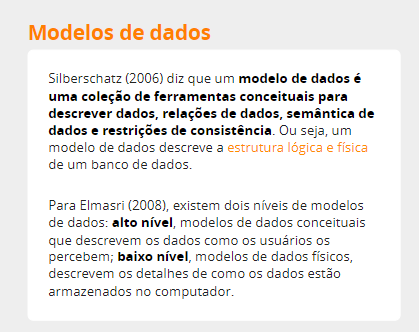 Modelos de dados
Silberschatz (2006) diz que um modelo de dados é
uma coleção de ferramentas conceituais para
descrever dados, relações de dados, semântica de
dados e restrições de consistência. Ou seja, um
modelo de dados descreve a estrutura lógica e física
de um banco de dados.
Para Elmasri (2008), existem dois níveis de modelos
de dados: alto nível, modelos de dados conceituais
que descrevem os dados como os usuários os
percebem; baixo nível, modelos de dados físicos,
descrevem os detalhes de como os dados estão
armazenados no computador.